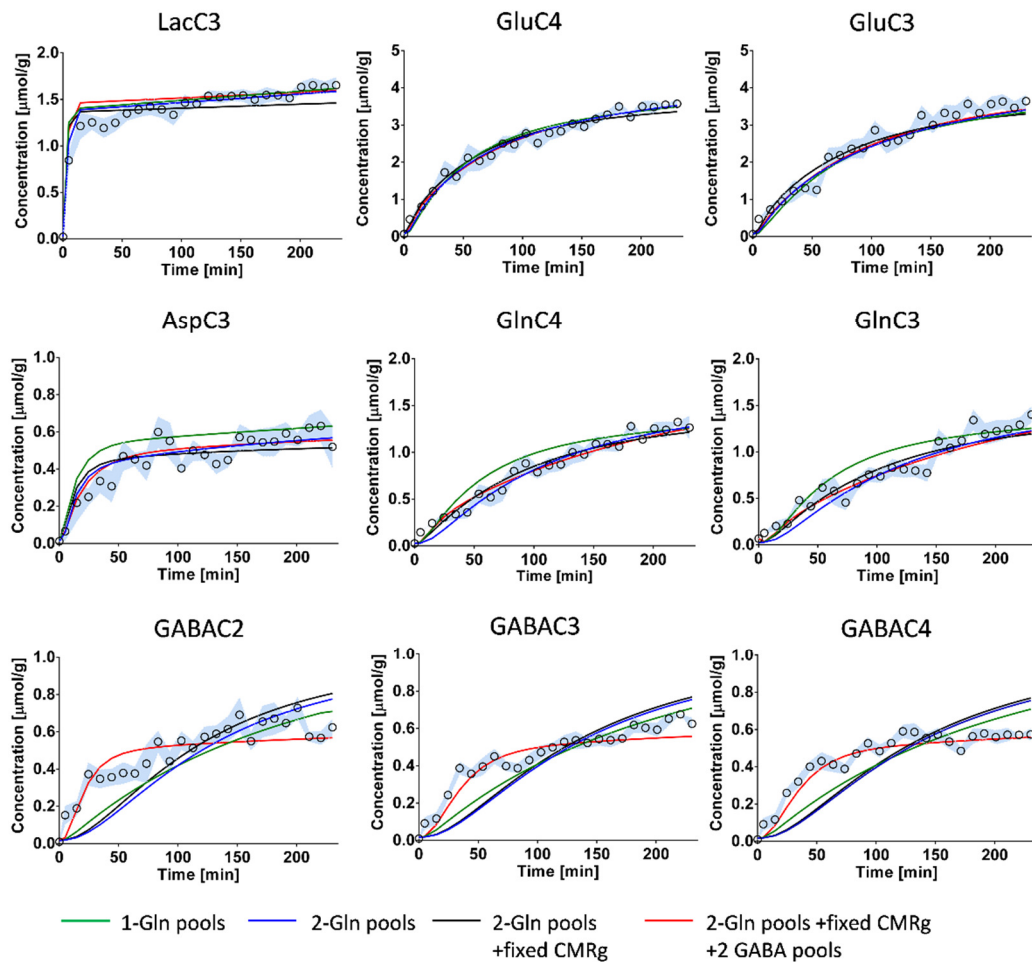 LacC3
GluC4
GluC3
Concentration [μmol/g]
2.0
1.5
1.0
0.5
0.0
0
50
100
150
200
Time [min]
Concentration [μmol/g]
5
4
3
2
1
0
0
50
100
150
200
Time [min]
Concentration [μmol/g]
5
4
3
2
1
0
0
50
100
150
200
Time [min]
AspC3
GlnC4
GlnC3
Concentration [μmol/g]
1.0
0.8
0.6
0.4
0.2
0.0
0
50
100
150
200
Time [min]
Concentration [μmol/g]
2.0
1.5
1.0
0.5
0.0
0
50
100
150
200
Time [min]
Concentration [μmol/g]
2.0
1.5
1.0
0.5
0.0
0
50
100
150
200
Time [min]
GABAC2
GABAC3
GABAC4
Concentration [μmol/g]
1.0
0.8
0.6
0.4
0.2
0.0
0
50
100
150
200
Time [min]
Concentration [μmol/g]
1.0
0.8
0.6
0.4
0.2
0.0
0
50
100
150
200
Time [min]
Concentration [μmol/g]
1.0
0.8
0.6
0.4
0.2
0.0
0
50
100
150
200
Time [min]
1-Gln pools
2-Gln pools
2-Gln pools
+fixed CMRg
2-Gln pools +fixed CMRg
+2 GABA pools